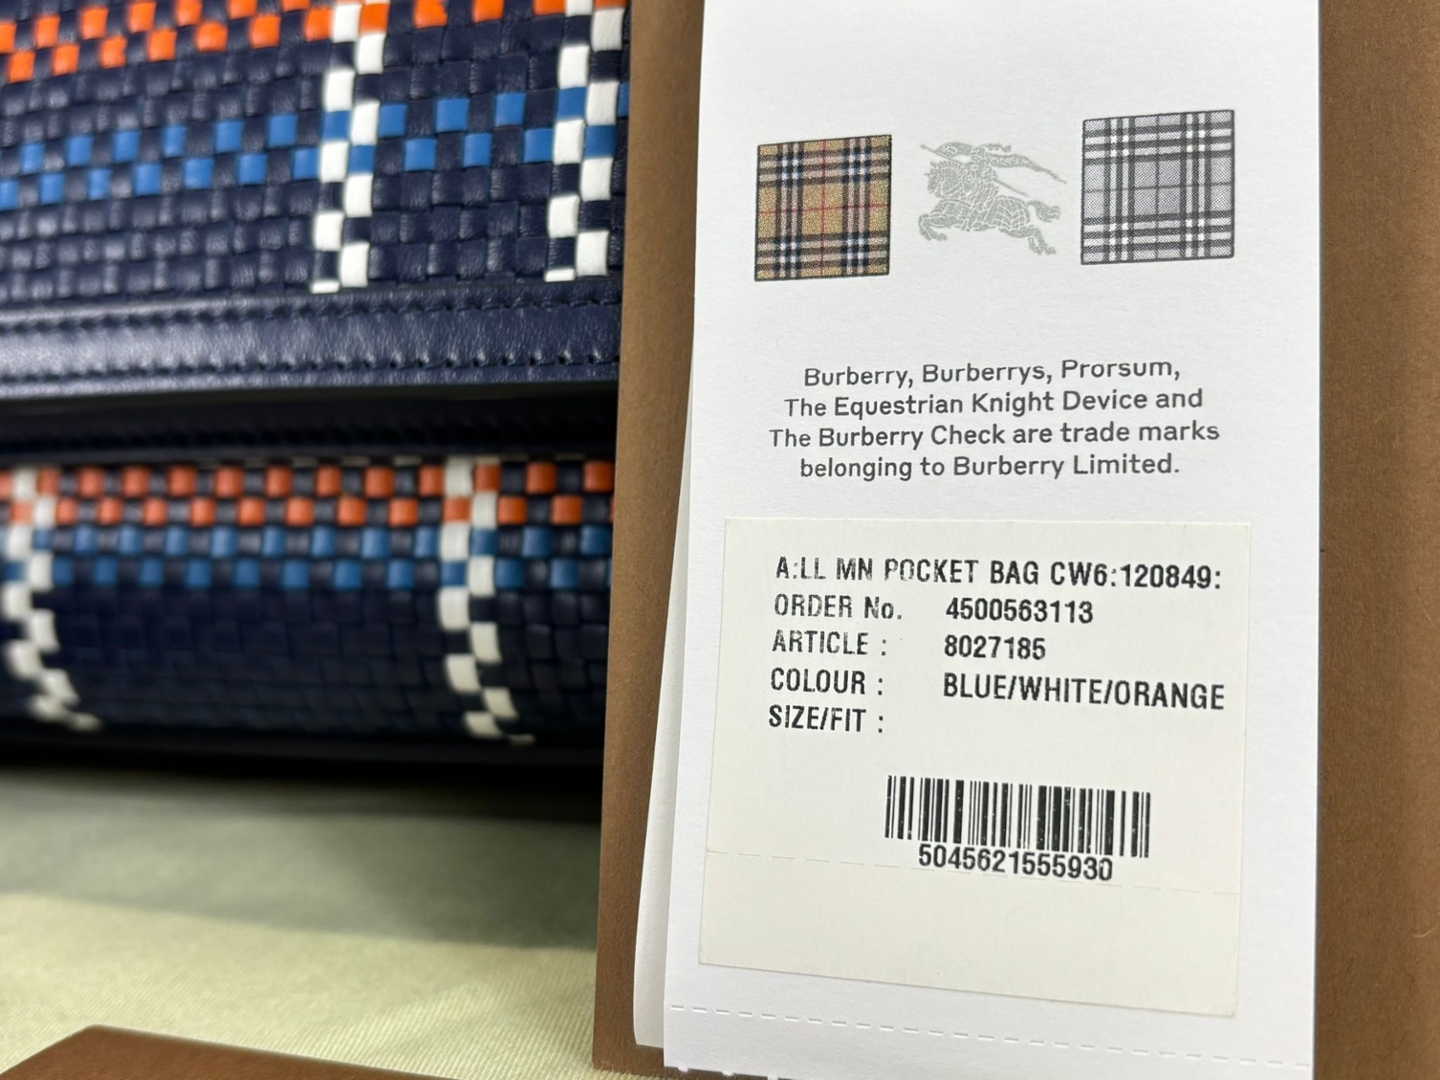 Burberry, Burberrys, Prorsum,
The Equestrian Knight Device and
The Burberry Check are trade marks
belonging to Burberry Limited.
A:LL MN POCKET BAG CW6:120849:
ORDER No. 4500563113
ARTICLE : 8027185
COLOUR : BLUE/WHITE/ORANGE
SIZE/FIT :
5045621555930